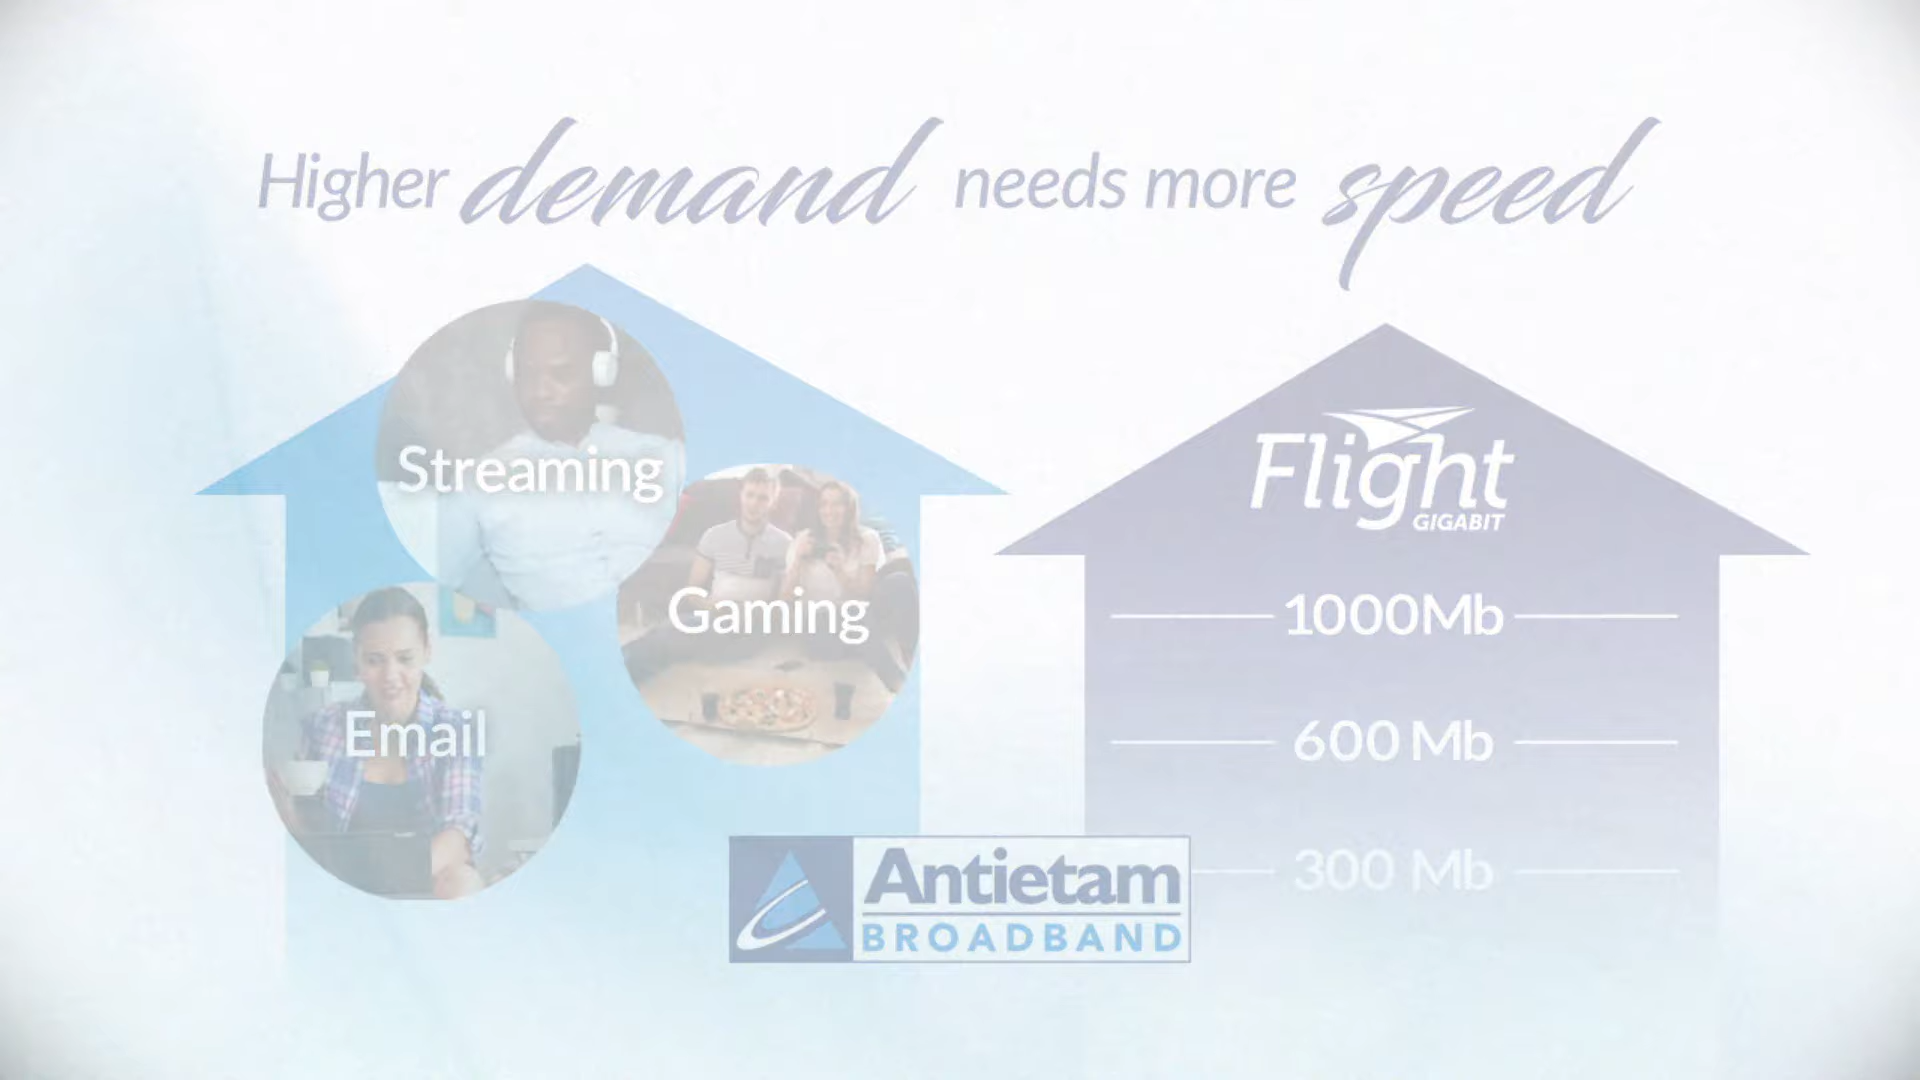 Higher demand needs more speed
Streaming
Gaming
Email
Flight
GIGABIT
1000Mb
600 Mb
300 Mb
Antietam
BROADBAND